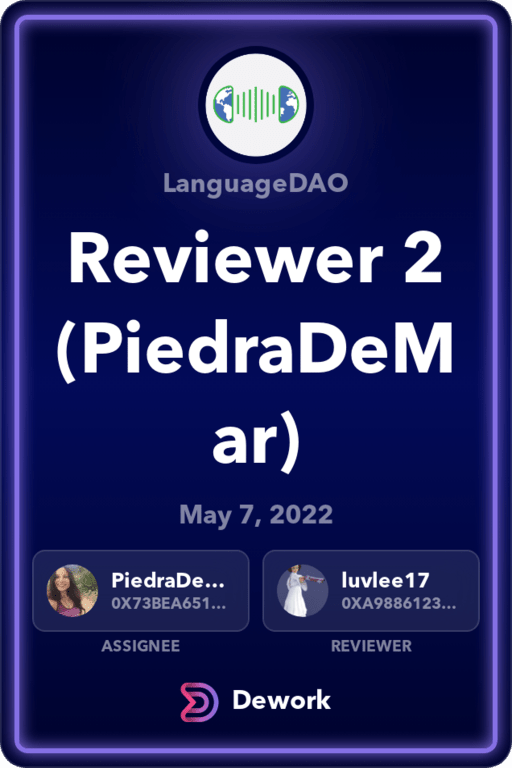 LanguageDAO
Reviewer 2
(PiedraDeM
ar)
May 7, 2022
PiedraDe...
0X73BEA651...
ASSIGNEE
luvlee17
0XA9886123...
REVIEWER
Dework